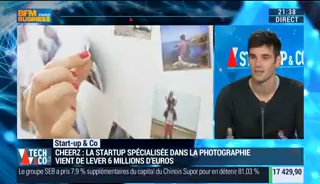 BFM
BUSINESS
21:38
DIRECT
START-UP & CO
TECH
& CO
Start-up & Co
CHEERZ : LA STARTUP SPÉCIALISÉE DANS LA PHOTOGRAPHIE
VIENT DE LEVER 6 MILLIONS D'EUROS
Le groupe SEB a pris 7.9 % supplémentaires du capital du Chinois Supor pour en détenir 81,03 %
17 429,90